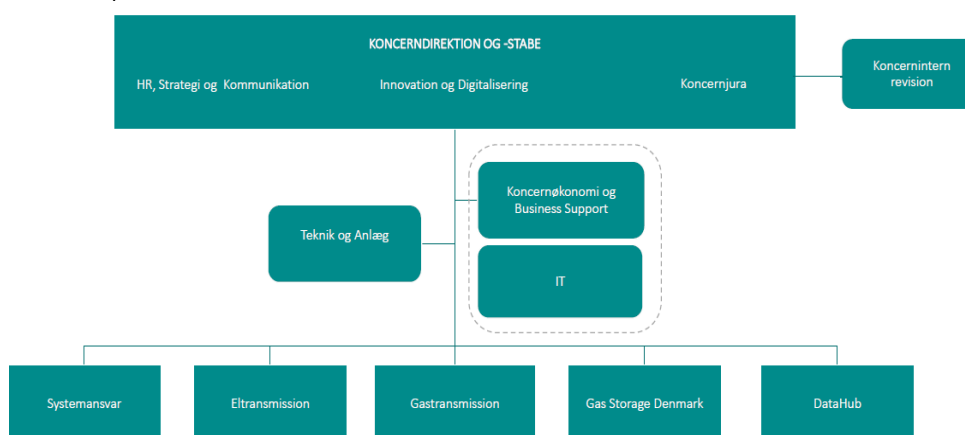 KONCERNDIREKTION OG -STABE
HR, Strategi og Kommunikation
Innovation og Digitalisering
Koncernjura
Koncernintern
revision
Koncernøkonomi og
Business Support
Teknik og Anlæg
IT
Systemansvar
Eltransmission
Gastransmission
Gas Storage Denmark
DataHub